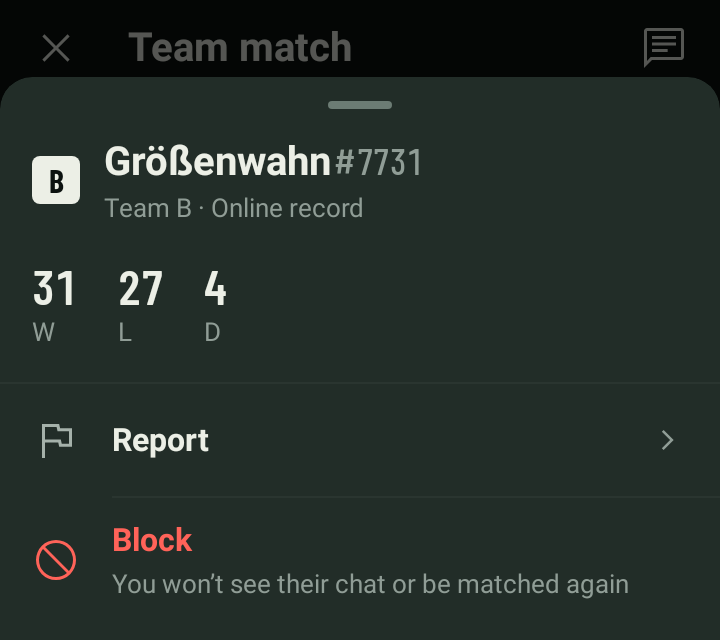 Team match
B
Größenwahn#7731
Team B · Online record
31 27 4
W L D
Report
Block
You won’t see their chat or be matched again